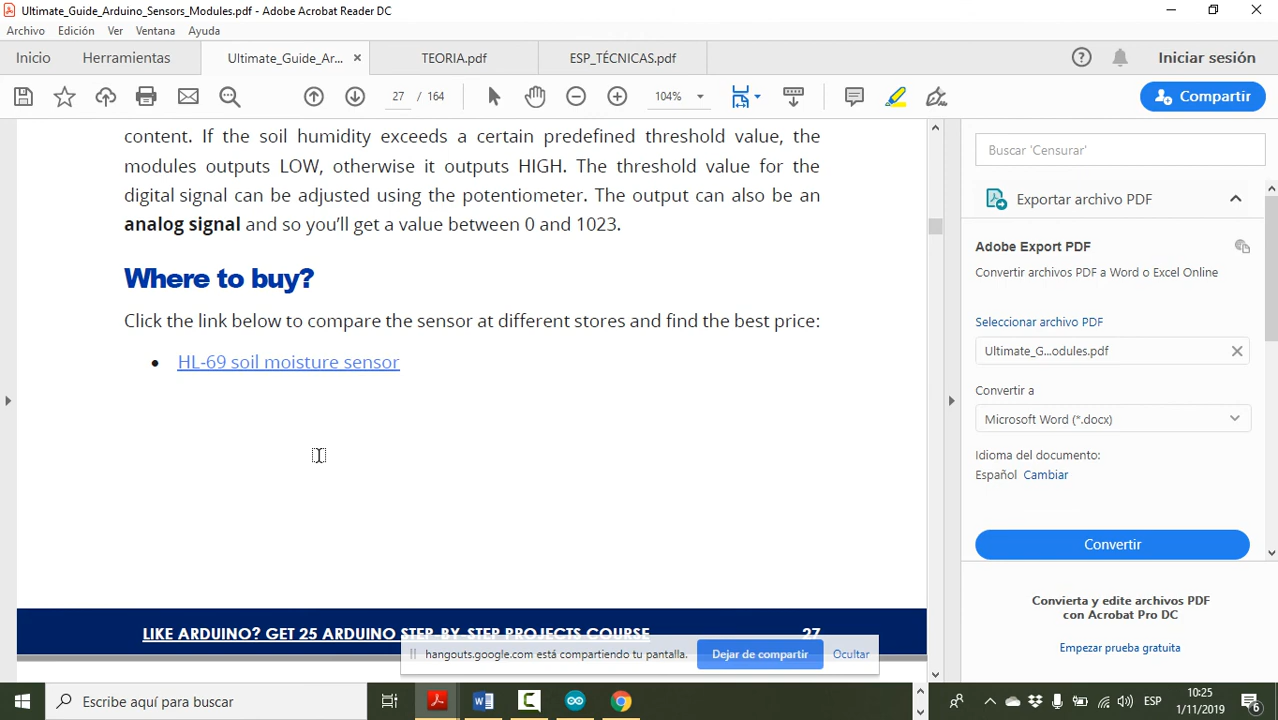 Ultimate_Guide_Arduino_Sensors_Modules.pdf - Adobe Acrobat Reader DC
Archivo Edición Ver Ventana Ayuda
Inicio Herramientas Ultimate_Guide_Ar... TEORIA.pdf ESP_TÉCNICAS.pdf Iniciar sesión
27 / 164 104% Compartir
content. If the soil humidity exceeds a certain predefined threshold value, the
modules outputs LOW, otherwise it outputs HIGH. The threshold value for the
digital signal can be adjusted using the potentiometer. The output can also be an
analog signal and so you'll get a value between 0 and 1023.
Where to buy?
Click the link below to compare the sensor at different stores and find the best price:
• HL-69 soil moisture sensor
LIKE ARDUINO? GET 25 ARDUINO STEP-BY-STEP PROJECTS COURSE 27
hangouts.google.com está compartiendo tu pantalla. Dejar de compartir Ocultar
Buscar 'Censurar'
Exportar archivo PDF
Adobe Export PDF
Convertir archivos PDF a Word o Excel Online
Seleccionar archivo PDF
Ultimate_G...odules.pdf
Convertir a
Microsoft Word (*.docx)
Idioma del documento:
Español Cambiar
Convertir
Convierta y edite archivos PDF
con Acrobat Pro DC
Empezar prueba gratuita
Escribe aquí para buscar
ESP
10:25
1/11/2019
6